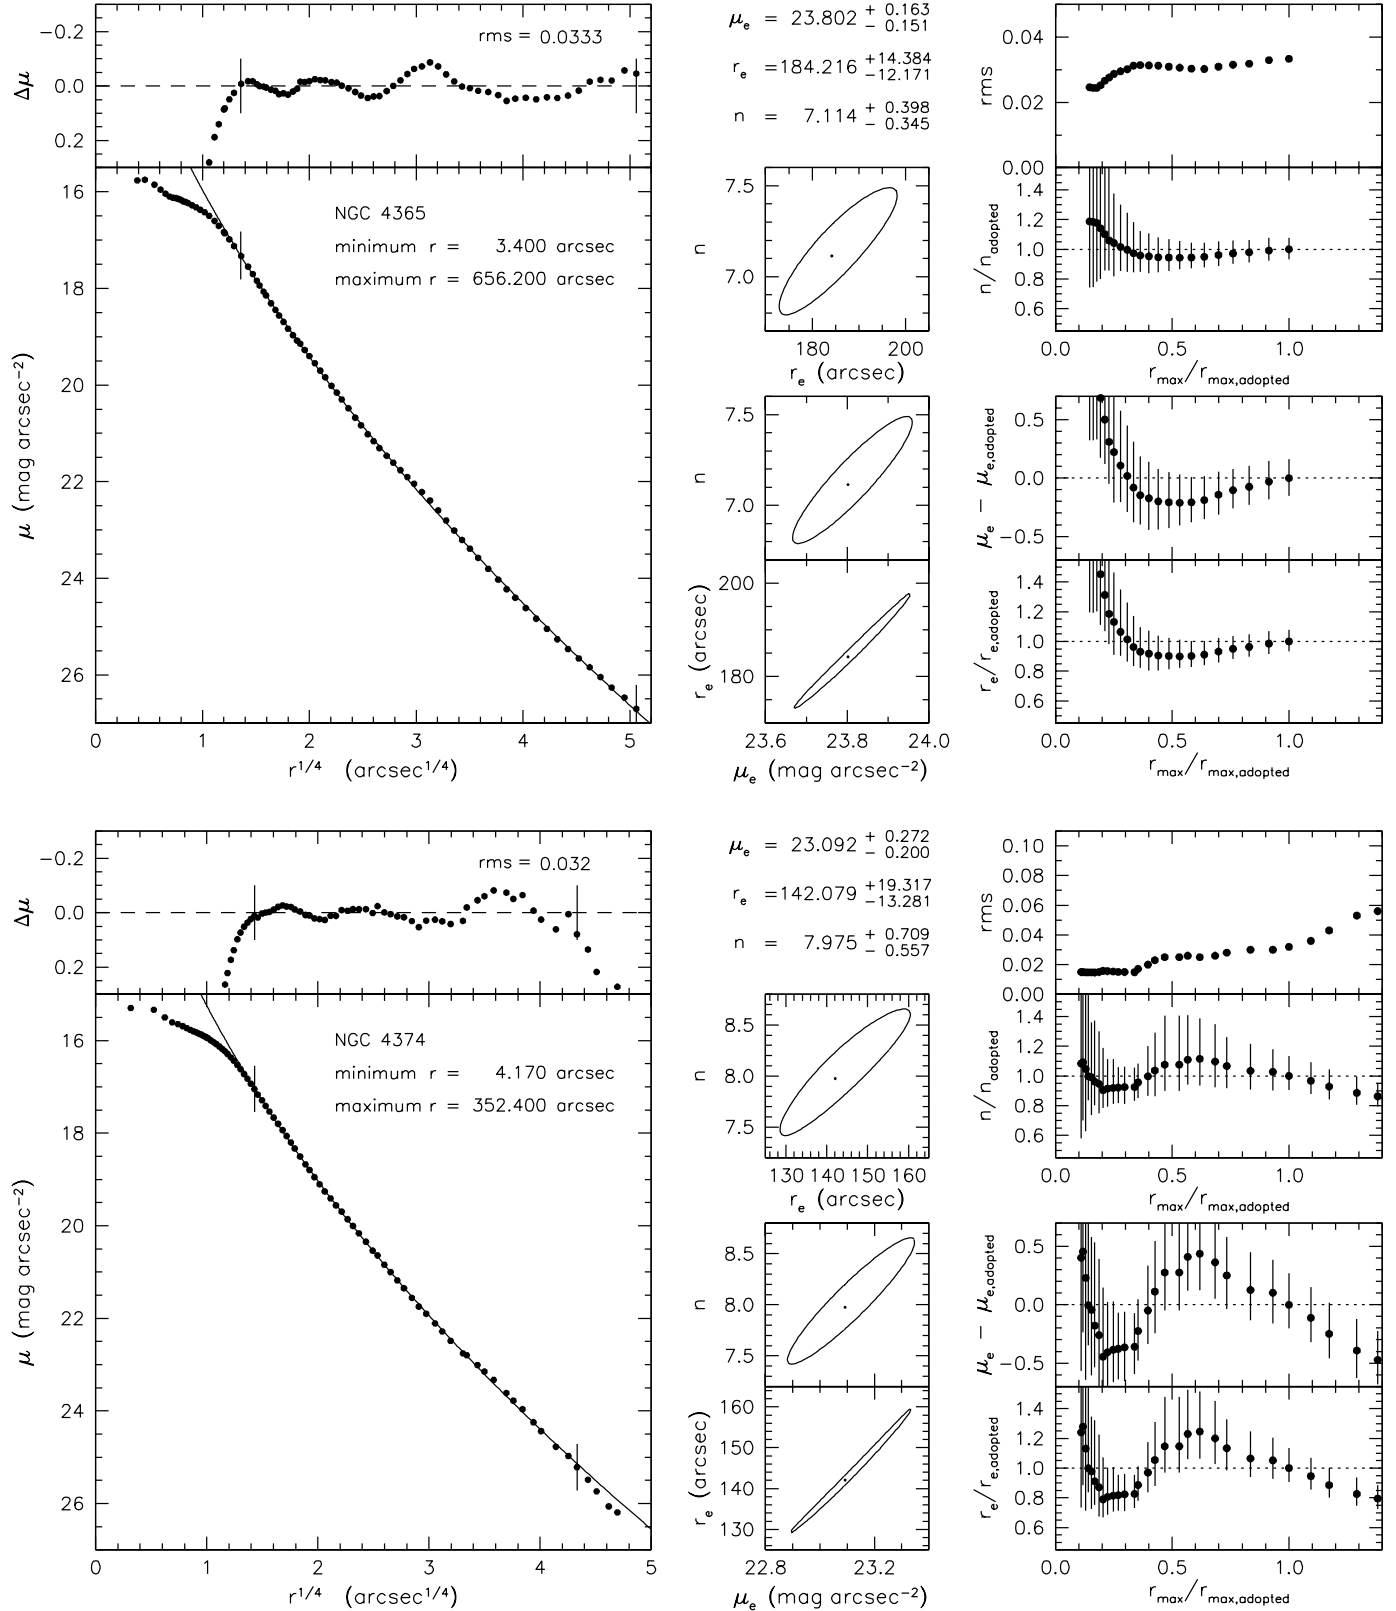 rms = 0.0333
Δμ
−0.2
0.0
0.2
NGC 4365
minimum r = 3.400 arcsec
maximum r = 656.200 arcsec
μ (mag arcsec−2)
16
18
20
22
24
26
0 1 2 3 4 5
r1/4 (arcsec1/4)
μe = 23.802 + 0.163 − 0.151
re =184.216 +14.384 −12.171
n = 7.114 + 0.398 − 0.345
n
7.5
7.0
180 200
re (arcsec)
n
7.5
7.0
re (arcsec)
200
180
23.6 23.8 24.0
μe (mag arcsec−2)
rms
0.04
0.02
0.00
n/nadopted
1.4
1.2
1.0
0.8
0.6
0.0 0.5 1.0
rmax/rmax,adopted
μe − μe,adopted
0.5
0.0
−0.5
re/re,adopted
1.4
1.2
1.0
0.8
0.6
0.0 0.5 1.0
rmax/rmax,adopted
rms = 0.032
Δμ
−0.2
0.0
0.2
NGC 4374
minimum r = 4.170 arcsec
maximum r = 352.400 arcsec
μ (mag arcsec−2)
16
18
20
22
24
26
0 1 2 3 4 5
r1/4 (arcsec1/4)
μe = 23.092 + 0.272 − 0.200
re =142.079 +19.317 −13.281
n = 7.975 + 0.709 − 0.557
n
8.5
8.0
7.5
130 140 150 160
re (arcsec)
n
8.5
8.0
7.5
re (arcsec)
160
150
140
130
22.8 23.2
μe (mag arcsec−2)
rms
0.10
0.08
0.06
0.04
0.02
0.00
n/nadopted
1.4
1.2
1.0
0.8
0.6
0.0 0.5 1.0
rmax/rmax,adopted
μe − μe,adopted
0.5
0.0
−0.5
re/re,adopted
1.4
1.2
1.0
0.8
0.6
0.0 0.5 1.0
rmax/rmax,adopted